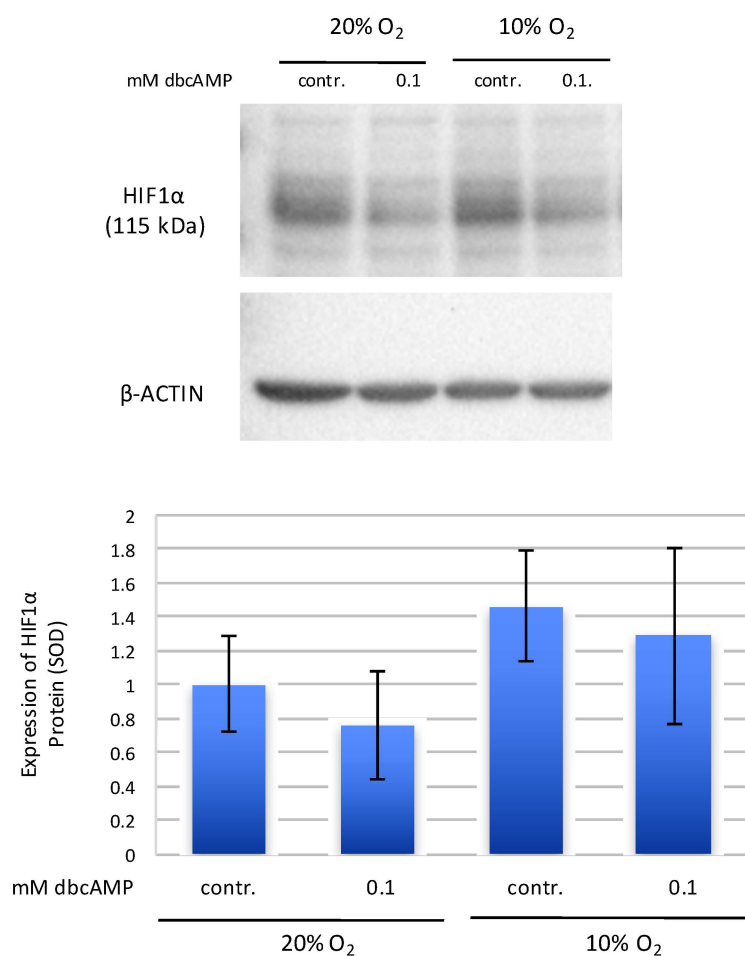 20% O₂ 10% O₂
mM dbcAMP contr. 0.1 contr. 0.1.
HIF1α
(115 kDa)
β-ACTIN
2
1.8
1.6
1.4
1.2
1
0.8
0.6
0.4
0.2
0
Expression of HIF1α
Protein (SOD)
mM dbcAMP contr. 0.1 contr. 0.1
20% O₂ 10% O₂